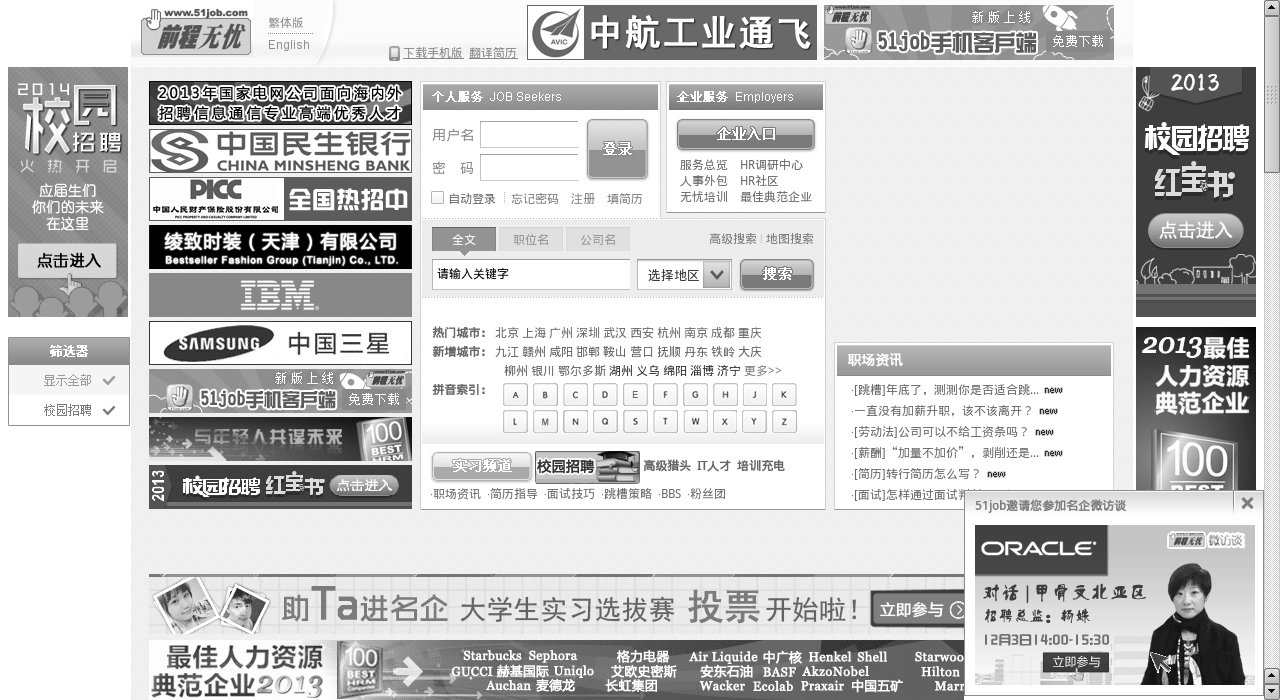 www.51job.com
前程无忧
繁体版
English
下载手机版 翻译简历
AVIC
中航工业通飞
前程无忧
新版上线
51job手机客户端
免费下载
2014
校园
招聘
火热开启
应届生们
你们的未来
在这里
点击进入
筛选器
显示全部
校园招聘
2013年国家电网公司面向海内外
招聘信息通信专业高端优秀人才
中国民生银行
CHINA MINSHENG BANK
PICC
中国人民财产保险股份有限公司
PICC PROPERTY AND CASUALTY COMPANY LIMITED
全国热招中
绫致时装（天津）有限公司
Bestseller Fashion Group (Tianjin) Co., LTD.
IBM
SAMSUNG
中国三星
新版上线
前程无忧
51job手机客户端
免费下载
与年轻人共谋未来
100
BEST
HRM
2013
校园招聘 红宝书
点击进入
个人服务 JOB Seekers
用户名
密 码
登录
自动登录
忘记密码 注册 填简历
企业服务 Employers
企业入口
服务总览 HR调研中心
人事外包 HR社区
无忧培训 最佳典范企业
全文
职位名
公司名
高级搜索 | 地图搜索
请输入关键字
选择地区
搜索
热门城市： 北京 上海 广州 深圳 武汉 西安 杭州 南京 成都 重庆
新增城市： 九江 赣州 咸阳 邯郸 鞍山 营口 抚顺 丹东 铁岭 大庆
柳州 银川 鄂尔多斯 湖州 义乌 绵阳 淄博 济宁 更多>>
拼音索引： A B C D E F G H J K
L M N Q S T W X Y Z
实习频道
校园招聘
高级猎头 IT人才 培训充电
·职场资讯 ·简历指导 ·面试技巧 ·跳槽策略 ·BBS ·粉丝团
职场资讯
·[跳槽]年底了，测测你是否适合跳... new
·一直没有加薪升职，该不该离开？ new
·[劳动法]公司可以不给工资条吗？ new
·[薪酬]“加量不加价”，剥削还是... new
·[简历]转行简历怎么写？ new
·[面试]怎样通过面试判
2013
校园招聘
红宝书
点击进入
2013最佳
人力资源
典范企业
100
BEST
51job邀请您参加名企微访谈
ORACLE
前程无忧 微访谈
对话 | 甲骨文北亚区
招聘总监：杨姝
12月3日14:00-15:30
立即参与
助Ta进名企 大学生实习选拔赛 投票开始啦！
立即参与
最佳人力资源
典范企业2013
100
BEST
HRM
Starbucks Sephora
GUCCI 赫基国际 Uniqlo
Auchan 麦德龙
格力电器
艾欧史密斯
长虹集团
Air Liquide 中广核 Henkel Shell
安东石油 BASF AkzoNobel
Wacker Ecolab Praxair 中国五矿
Starwoo
Hilton
Marr